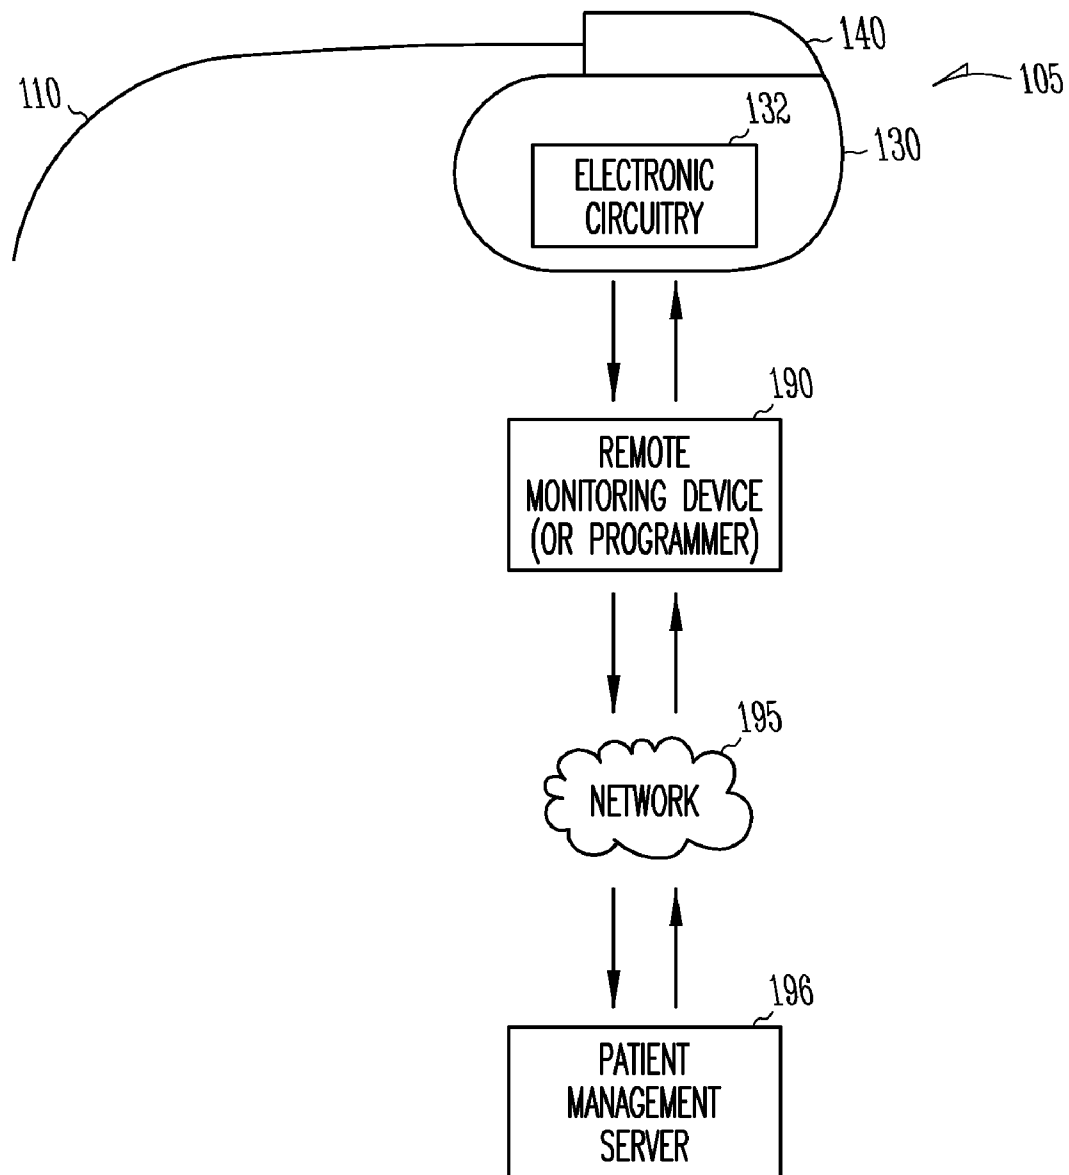 140
110
105
132
130
ELECTRONIC
CIRCUITRY
190
REMOTE
MONITORING DEVICE
(OR PROGRAMMER)
195
NETWORK
196
PATIENT
MANAGEMENT
SERVER